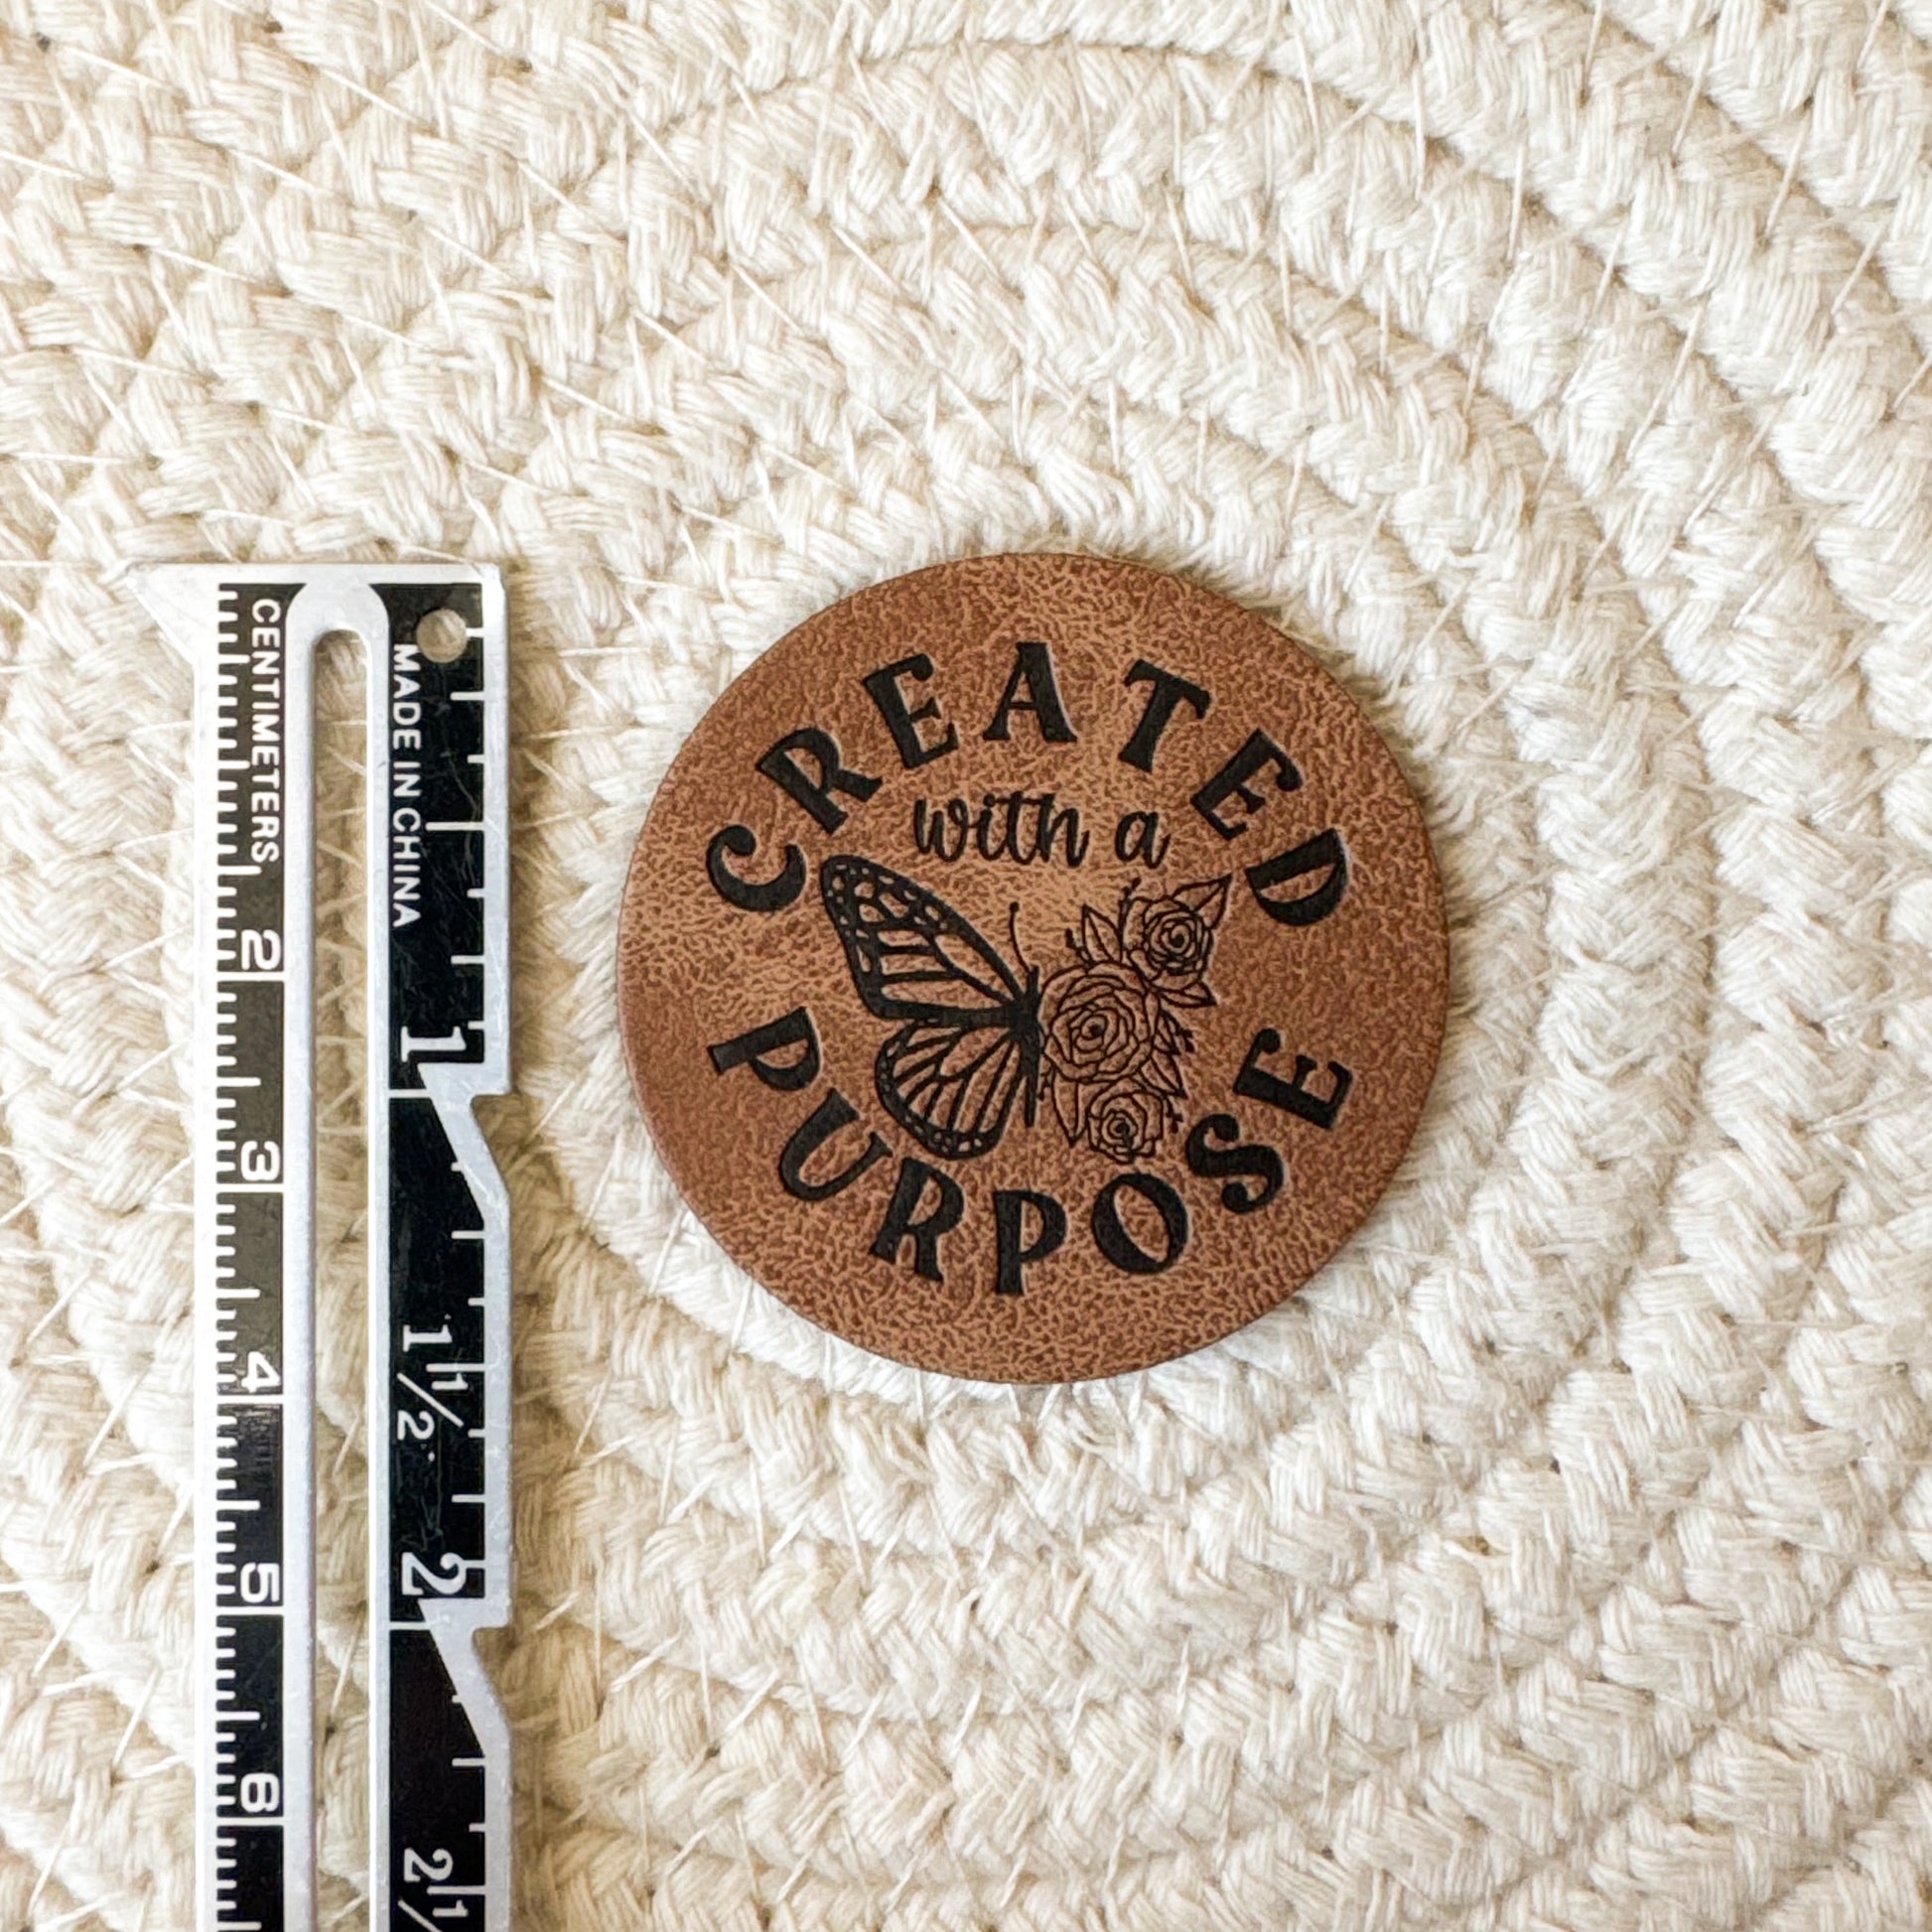 CREATED
with a
PURPOSE
CENTIMETERS
2
3
4
5
6
MADE IN CHINA
1
1 1/2
2